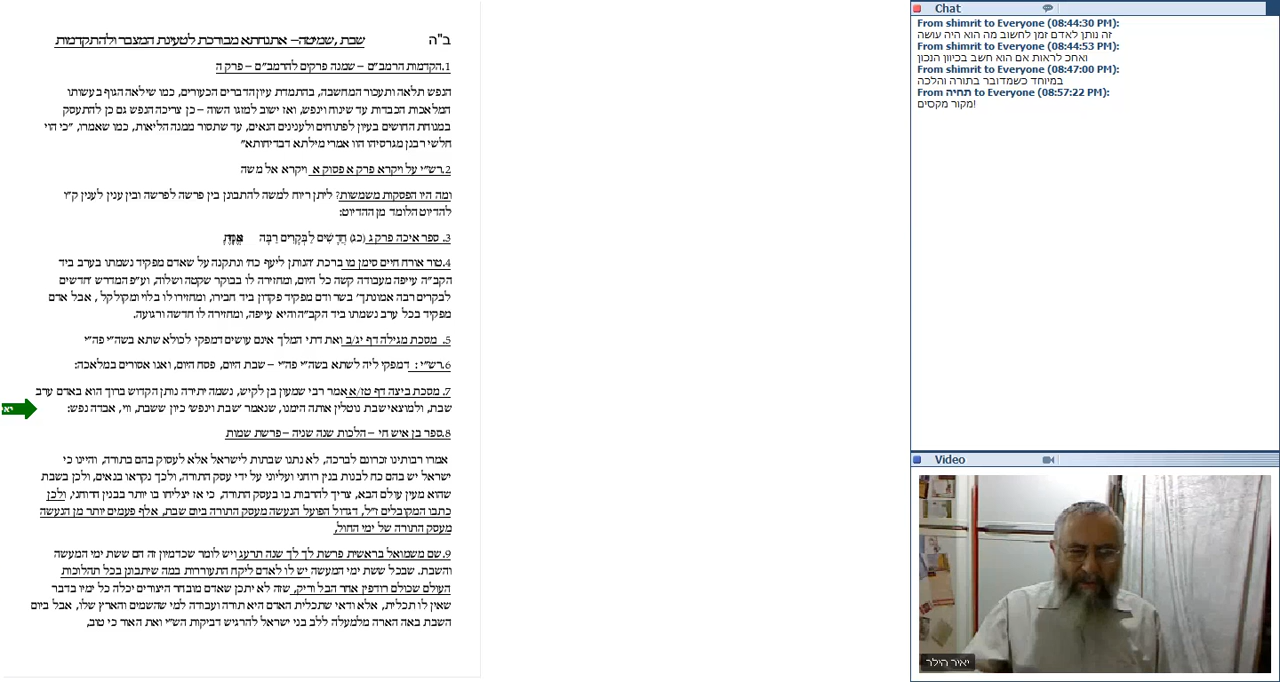 ב"ה
שבת ,שמיטה– אתנחתא מבורכת לטעינת המצבר ולהתקדמות
1.הקדמות הרמב"ם – שמנה פרקים להרמב"ם – פרק ה
הנפש תלאה ותעכור המחשבה, בהתמדת עיון הדברים הכעורים, כמו שילאה הגוף בעשותו
המלאכות הכבדות עד שינוח וינפש, ואז ישוב למזגו השוה – כן צריכה הנפש גם כן להתעסק
במנוחת החושים בעיון לפתוחים ולענינים הנאים, עד שתסור ממנה הליאות, כמו שאמרו, "כי הוי
חלשי רבנן מגרסיהו הוו אמרי מילתא דבדיחותא"
2.רש"י על ויקרא פרק א פסוק א ויקרא אל משה
ומה היו הפסקות משמשות? ליתן ריוח למשה להתבונן בין פרשה לפרשה ובין ענין לענין ק"ו
להדיוט הלומד מן ההדיוט:
3. ספר איכה פרק ג (כג) חֲדָשִׁים לַבְּקָרִים רַבָּה
4.טור אורח חיים סימן מו ברכת 'הנותן ליעף כח' ונתקנה על שאדם מפקיד נשמתו בערב ביד
הקב"ה עייפה מעבודה קשה כל היום, ומחזירה לו בבוקר שקטה ושלוה, וע"פ המדרש 'חדשים
לבקרים רבה אמונתך' בשר ודם מפקיד פקדון ביד חבירו, ומחזירו לו בלוי ומקולקל , אבל אדם
מפקיד בכל ערב נשמתו ביד הקב"ה והיא עייפה, ומחזירה לו חדשה ורגועה.
5. מסכת מגילה דף יג/ב ואת דתי המלך אינם עושים דמפקי לכולא שתא בשה"י פה"י
6.רש"י : דמפקי ליה לשתא בשה"י פה"י – שבת היום, פסח היום, ואנו אסורים במלאכה:
7. מסכת ביצה דף טז/א אמר רבי שמעון בן לקיש, נשמה יתירה נותן הקדוש ברוך הוא באדם ערב
שבת, ולמוצאי שבת נוטלין אותה הימנו, שנאמר 'שבת וינפש' כיון ששבת, ווי, אבדה נפש:
8.ספר בן איש חי – הלכות שנה שניה – פרשת שמות
אמרו רבותינו זכרונם לברכה, לא נתנו שבתות לישראל אלא לעסוק בהם בתורה, והיינו כי
ישראל יש בהם כח לבנות בנין רוחני ועליוני על ידי עסק התורה, ולכך נקראו בנאים, ולכן בשבת
שהוא מעין עולם הבא, צריך להרבות בו בעסק התורה, כי אז יצליחו בו יותר בבנין הרוחני, ולכן
כתבו המקובלים ז"ל, דגדול הפועל הנעשה מעסק התורה ביום שבת, אלף פעמים יותר מן הנעשה
מעסק התורה של ימי החול,
9.שם משמואל בראשית פרשת לך לך שנה תרעג ויש לומר שכדמיון זה הם ששת ימי המעשה
והשבת. שבכל ששת ימי המעשה יש לו לאדם ליקח התעוררות במה שיתבונן בכל תהלוכות
העולם שכולם רודפין אחר הבל וריק, שזה לא יתכן שאדם מובחר היצורים יכלה כל ימיו בדבר
שאין לו תכלית, אלא ודאי שתכלית האדם היא תורה ועבודה למי שהשמים והארץ שלו, אבל ביום
השבת באה הארה מלמעלה ללב בני ישראל להרגיש דביקות הש"י ואת האור כי טוב,
Chat
From shimrit to Everyone (08:44:30 PM):
זה נותן לאדם זמן לחשוב מה הוא היה עושה
From shimrit to Everyone (08:44:53 PM):
ואחכ לראות אם הוא חשב בכיוון הנכון
From shimrit to Everyone (08:47:00 PM):
במיוחד כשמדובר בתורה והלכה
From תחיה to Everyone (08:57:22 PM):
מקור מקסים!
Video
יאיר הילר